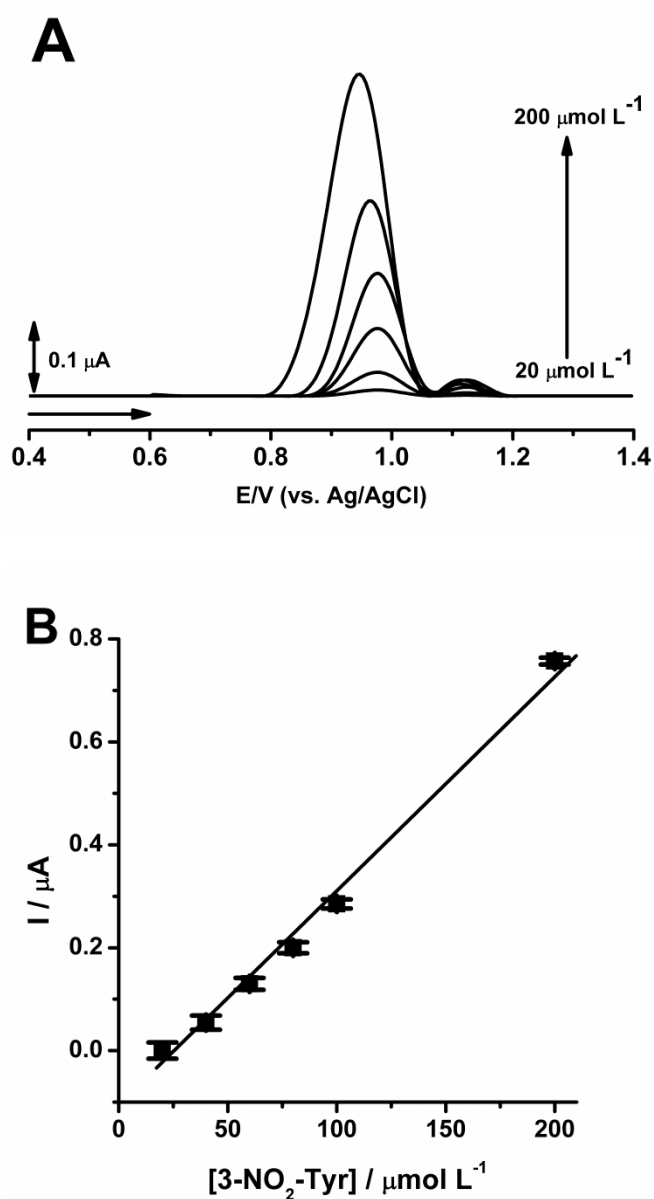 A
200 μmol L⁻¹
0.1 μA
20 μmol L⁻¹
0.4 0.6 0.8 1.0 1.2 1.4
E/V (vs. Ag/AgCl)
B
0.8
0.6
0.4
0.2
0.0
I / μA
0 50 100 150 200
[3-NO₂-Tyr] / μmol L⁻¹